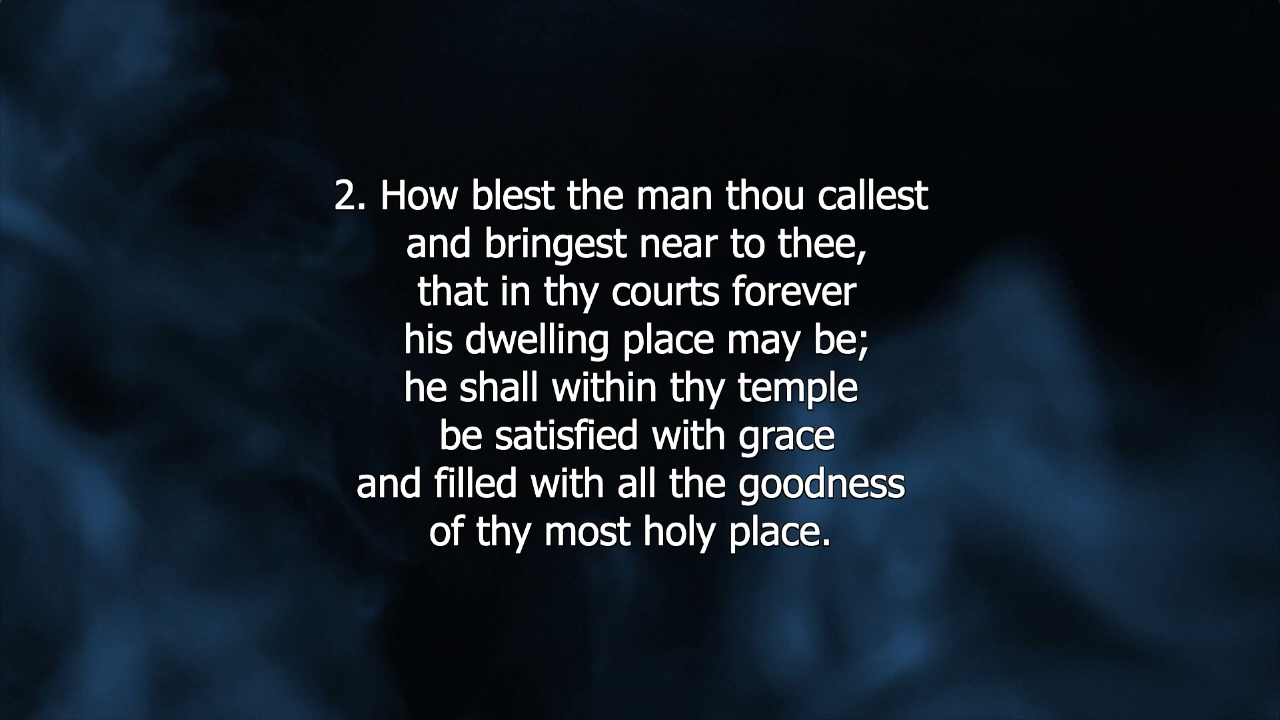 2. How blest the man thou callest
and bringest near to thee,
that in thy courts forever
his dwelling place may be;
he shall within thy temple
be satisfied with grace
and filled with all the goodness
of thy most holy place.